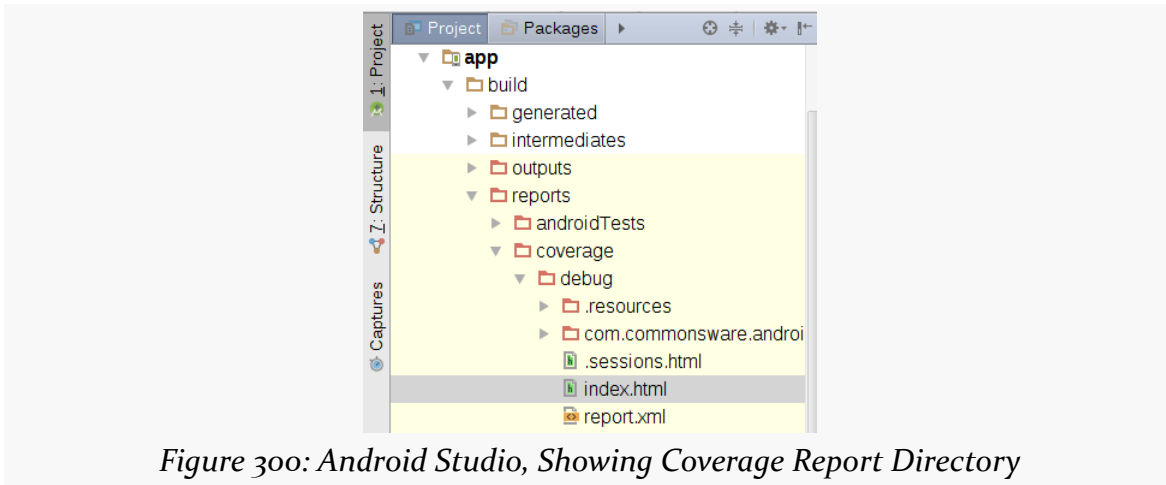 1: Project
7: Structure
Captures
Project Packages
app
build
generated
intermediates
outputs
reports
androidTests
coverage
debug
.resources
com.commonsware.androi
.sessions.html
index.html
report.xml
Figure 300: Android Studio, Showing Coverage Report Directory